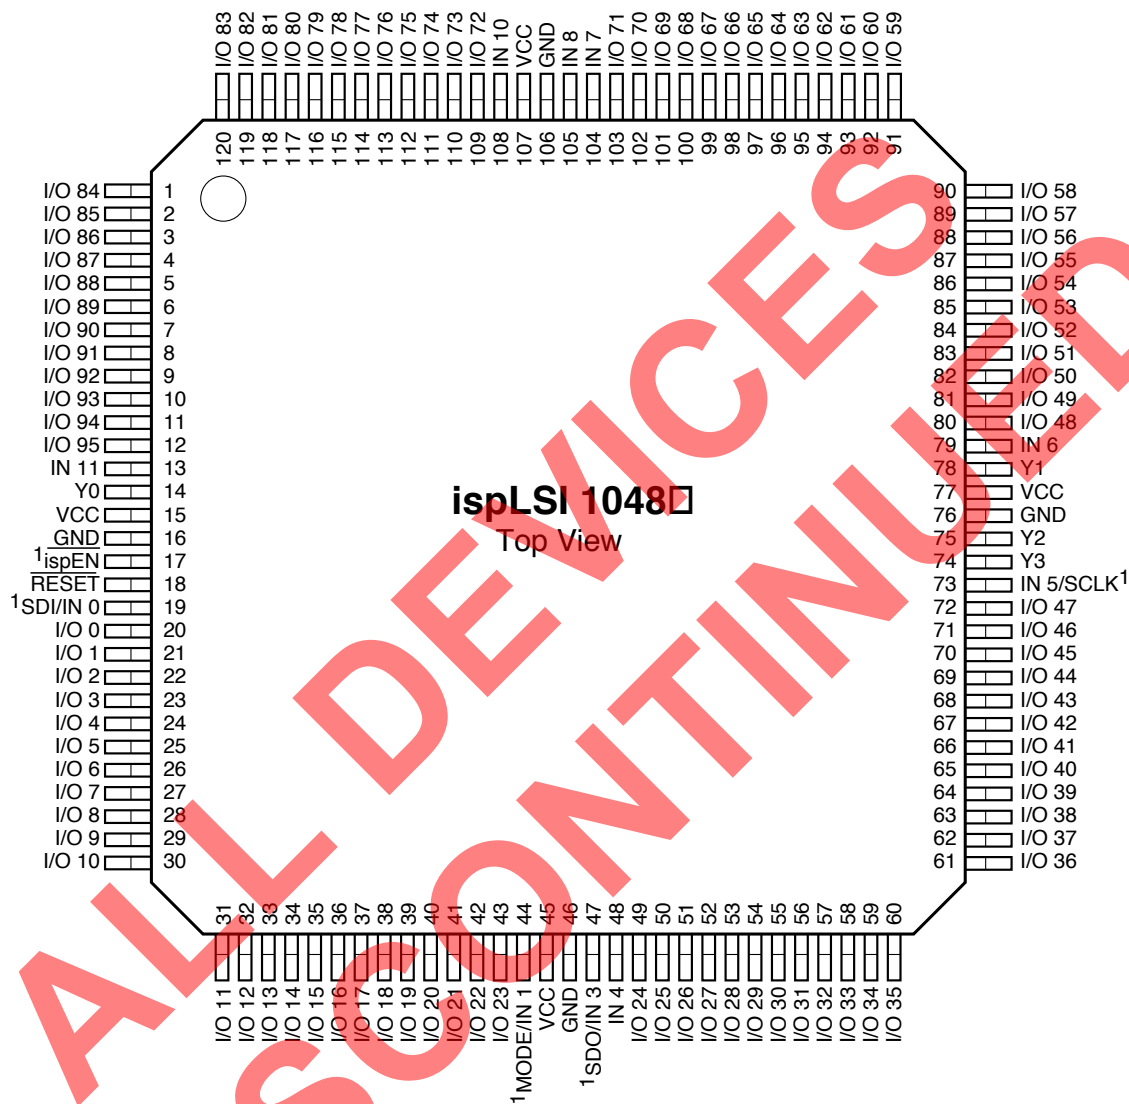 I/O 83
I/O 82
I/O 81
I/O 80
I/O 79
I/O 78
I/O 77
I/O 76
I/O 75
I/O 74
I/O 73
I/O 72
IN 10
VCC
GND
IN 8
IN 7
I/O 71
I/O 70
I/O 69
I/O 68
I/O 67
I/O 66
I/O 65
I/O 64
I/O 63
I/O 62
I/O 61
I/O 60
I/O 59
120
119
118
117
116
115
114
113
112
111
110
109
108
107
106
105
104
103
102
101
100
99
98
97
96
95
94
93
92
91
I/O 84 1
I/O 85 2
I/O 86 3
I/O 87 4
I/O 88 5
I/O 89 6
I/O 90 7
I/O 91 8
I/O 92 9
I/O 93 10
I/O 94 11
I/O 95 12
IN 11 13
Y0 14
VCC 15
GND 16
1ispEN 17
RESET 18
1SDI/IN 0 19
I/O 0 20
I/O 1 21
I/O 2 22
I/O 3 23
I/O 4 24
I/O 5 25
I/O 6 26
I/O 7 27
I/O 8 28
I/O 9 29
I/O 10 30
ispLSI 1048
Top View
90 I/O 58
89 I/O 57
88 I/O 56
87 I/O 55
86 I/O 54
85 I/O 53
84 I/O 52
83 I/O 51
82 I/O 50
81 I/O 49
80 I/O 48
79 IN 6
78 Y1
77 VCC
76 GND
75 Y2
74 Y3
73 IN 5/SCLK1
72 I/O 47
71 I/O 46
70 I/O 45
69 I/O 44
68 I/O 43
67 I/O 42
66 I/O 41
65 I/O 40
64 I/O 39
63 I/O 38
62 I/O 37
61 I/O 36
31
32
33
34
35
36
37
38
39
40
41
42
43
44
45
46
47
48
49
50
51
52
53
54
55
56
57
58
59
60
I/O 11
I/O 12
I/O 13
I/O 14
I/O 15
I/O 16
I/O 17
I/O 18
I/O 19
I/O 20
I/O 21
I/O 22
I/O 23
1MODE/IN 1
VCC
GND
1SDO/IN 3
IN 4
I/O 24
I/O 25
I/O 26
I/O 27
I/O 28
I/O 29
I/O 30
I/O 31
I/O 32
I/O 33
I/O 34
I/O 35
ALL DEVICES
SCONTINUED